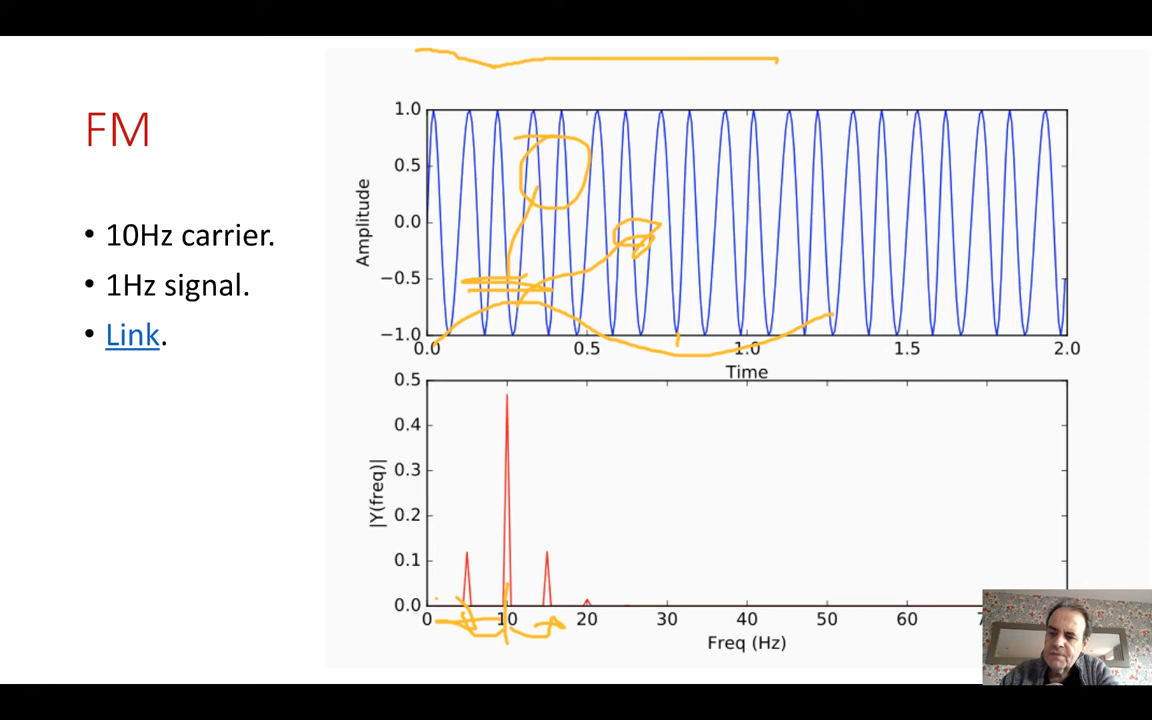 FM
• 10Hz carrier.
• 1Hz signal.
• Link.
1.0
0.5
0.0
−0.5
−1.0
Amplitude
0.0 0.5 1.0 1.5 2.0
Time
0.5
0.4
0.3
0.2
0.1
0.0
|Y(freq)|
0 10 20 30 40 50 60
Freq (Hz)